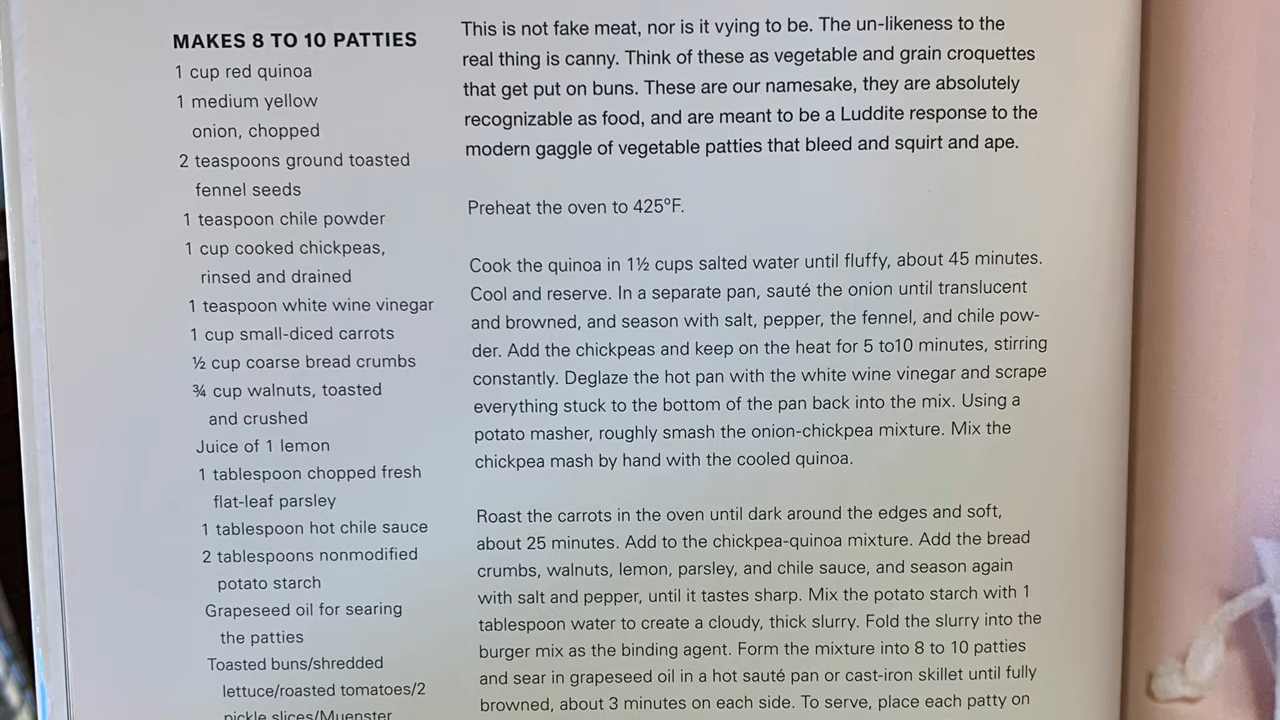 MAKES 8 TO 10 PATTIES
1 cup red quinoa
1 medium yellow
onion, chopped
2 teaspoons ground toasted
fennel seeds
1 teaspoon chile powder
1 cup cooked chickpeas,
rinsed and drained
1 teaspoon white wine vinegar
1 cup small-diced carrots
½ cup coarse bread crumbs
¾ cup walnuts, toasted
and crushed
Juice of 1 lemon
1 tablespoon chopped fresh
flat-leaf parsley
1 tablespoon hot chile sauce
2 tablespoons nonmodified
potato starch
Grapeseed oil for searing
the patties
Toasted buns/shredded
lettuce/roasted tomatoes/2
pickle slices/Muenster
This is not fake meat, nor is it vying to be. The un-likeness to the
real thing is canny. Think of these as vegetable and grain croquettes
that get put on buns. These are our namesake, they are absolutely
recognizable as food, and are meant to be a Luddite response to the
modern gaggle of vegetable patties that bleed and squirt and ape.
Preheat the oven to 425ºF.
Cook the quinoa in 1½ cups salted water until fluffy, about 45 minutes.
Cool and reserve. In a separate pan, sauté the onion until translucent
and browned, and season with salt, pepper, the fennel, and chile pow-
der. Add the chickpeas and keep on the heat for 5 to10 minutes, stirring
constantly. Deglaze the hot pan with the white wine vinegar and scrape
everything stuck to the bottom of the pan back into the mix. Using a
potato masher, roughly smash the onion-chickpea mixture. Mix the
chickpea mash by hand with the cooled quinoa.
Roast the carrots in the oven until dark around the edges and soft,
about 25 minutes. Add to the chickpea-quinoa mixture. Add the bread
crumbs, walnuts, lemon, parsley, and chile sauce, and season again
with salt and pepper, until it tastes sharp. Mix the potato starch with 1
tablespoon water to create a cloudy, thick slurry. Fold the slurry into the
burger mix as the binding agent. Form the mixture into 8 to 10 patties
and sear in grapeseed oil in a hot sauté pan or cast-iron skillet until fully
browned, about 3 minutes on each side. To serve, place each patty on